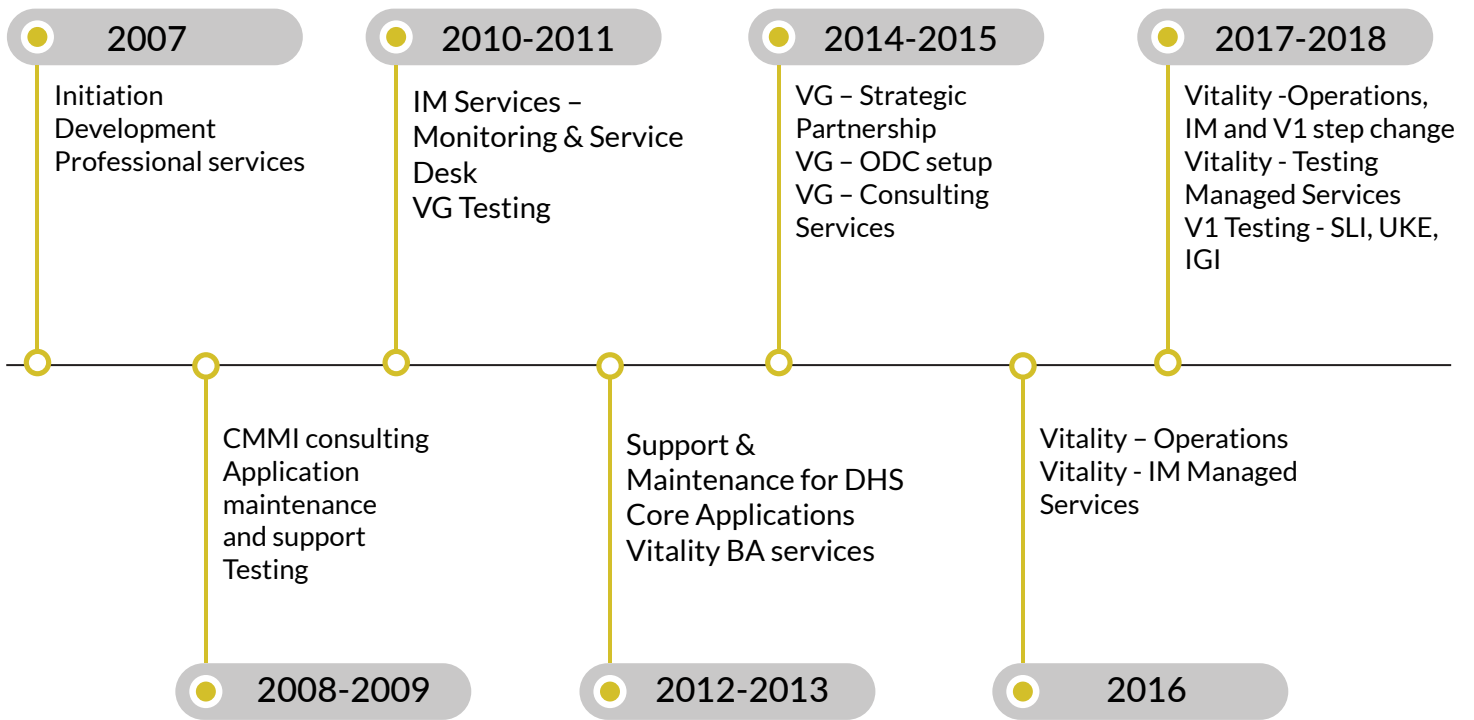 2007
Initiation
Development
Professional services
2010-2011
IM Services –
Monitoring & Service
Desk
VG Testing
2014-2015
VG – Strategic
Partnership
VG – ODC setup
VG – Consulting
Services
2017-2018
Vitality -Operations,
IM and V1 step change
Vitality - Testing
Managed Services
V1 Testing - SLI, UKE,
IGI
CMMI consulting
Application
maintenance
and support
Testing
2008-2009
Support &
Maintenance for DHS
Core Applications
Vitality BA services
2012-2013
Vitality – Operations
Vitality - IM Managed
Services
2016